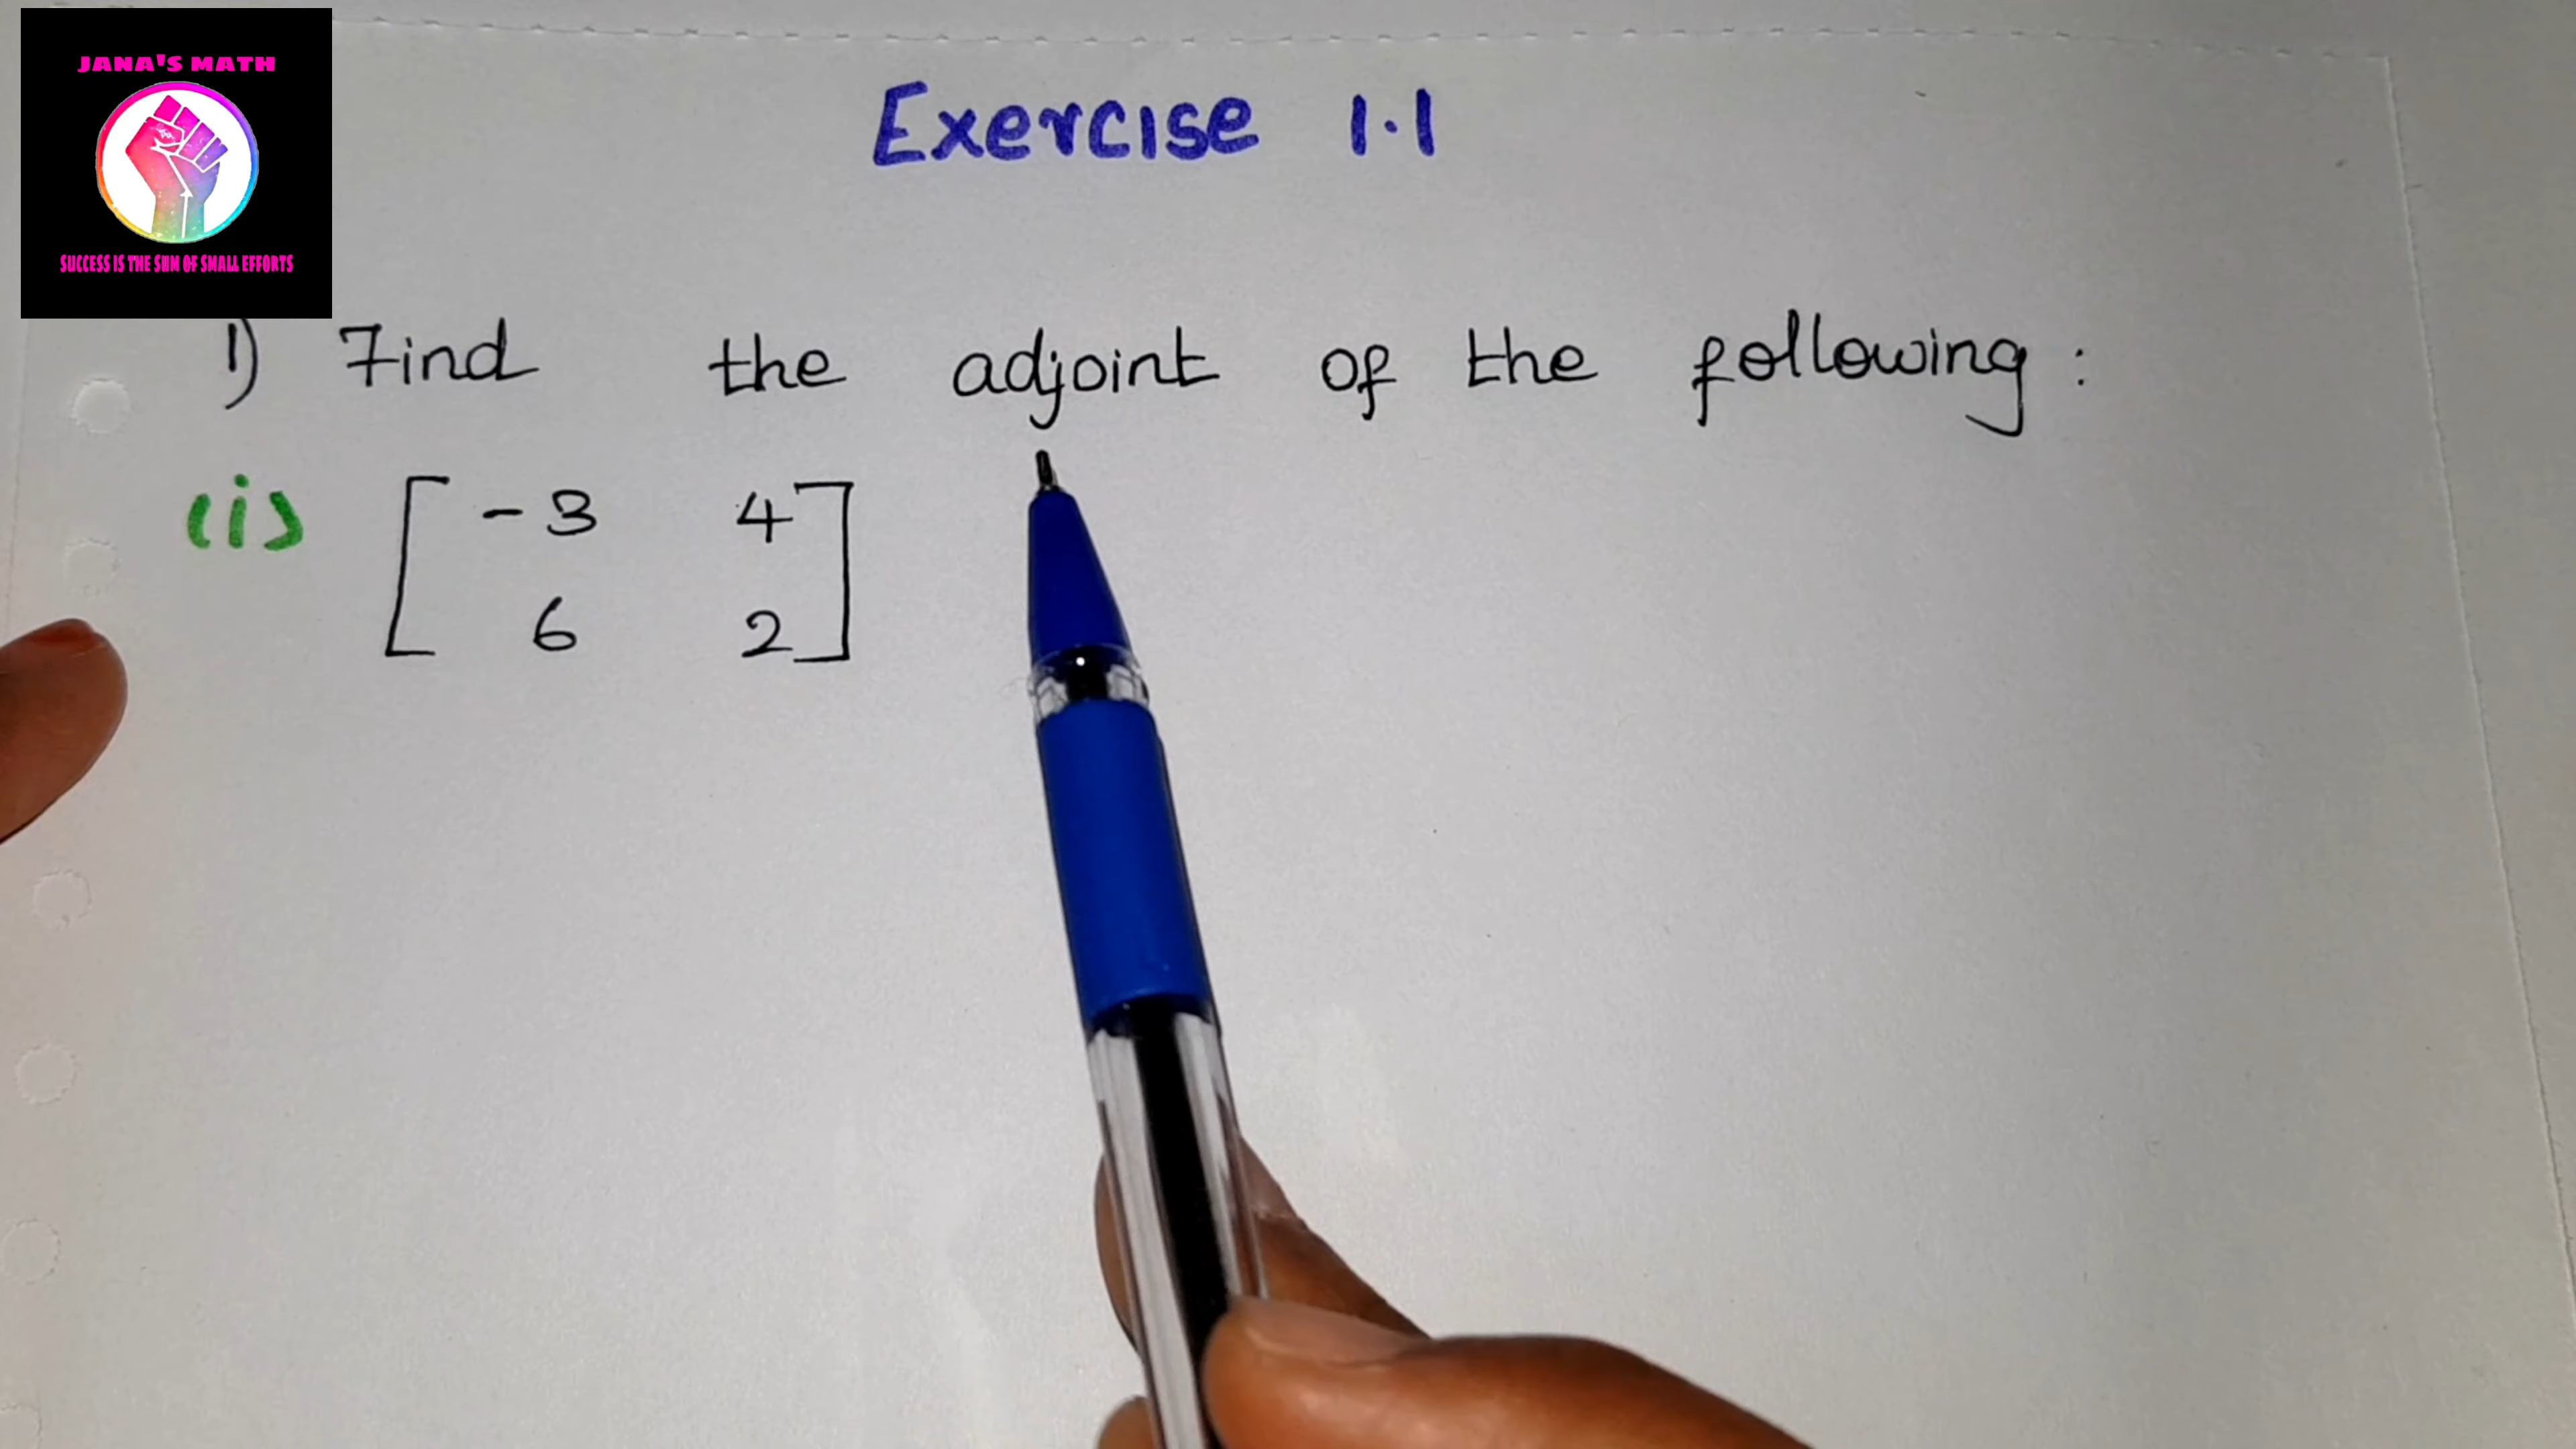 JANA'S MATH
SUCCESS IS THE SUM OF SMALL EFFORTS
Exercise 1.1
1) Find the adjoint of the following :
(i) [ -3 4
6 2 ]